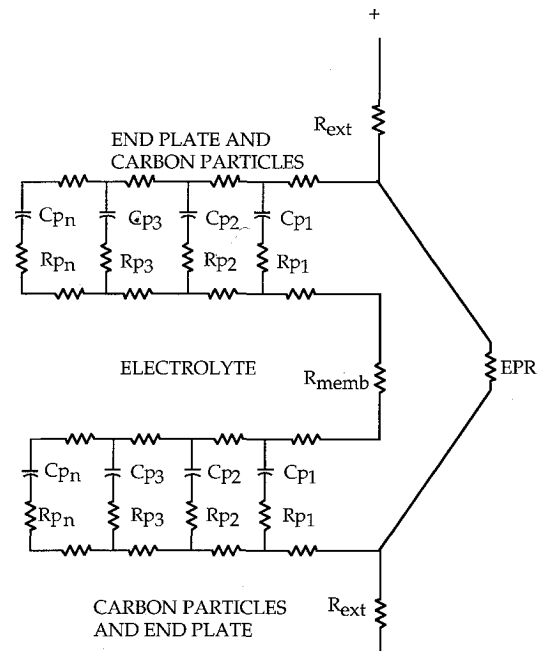 +
Rext
END PLATE AND
CARBON PARTICLES
Cpn Cp3 Cp2 Cp1
Rpn Rp3 Rp2 Rp1
ELECTROLYTE
Rmemb
EPR
Cpn Cp3 Cp2 Cp1
Rpn Rp3 Rp2 Rp1
CARBON PARTICLES
AND END PLATE
Rext